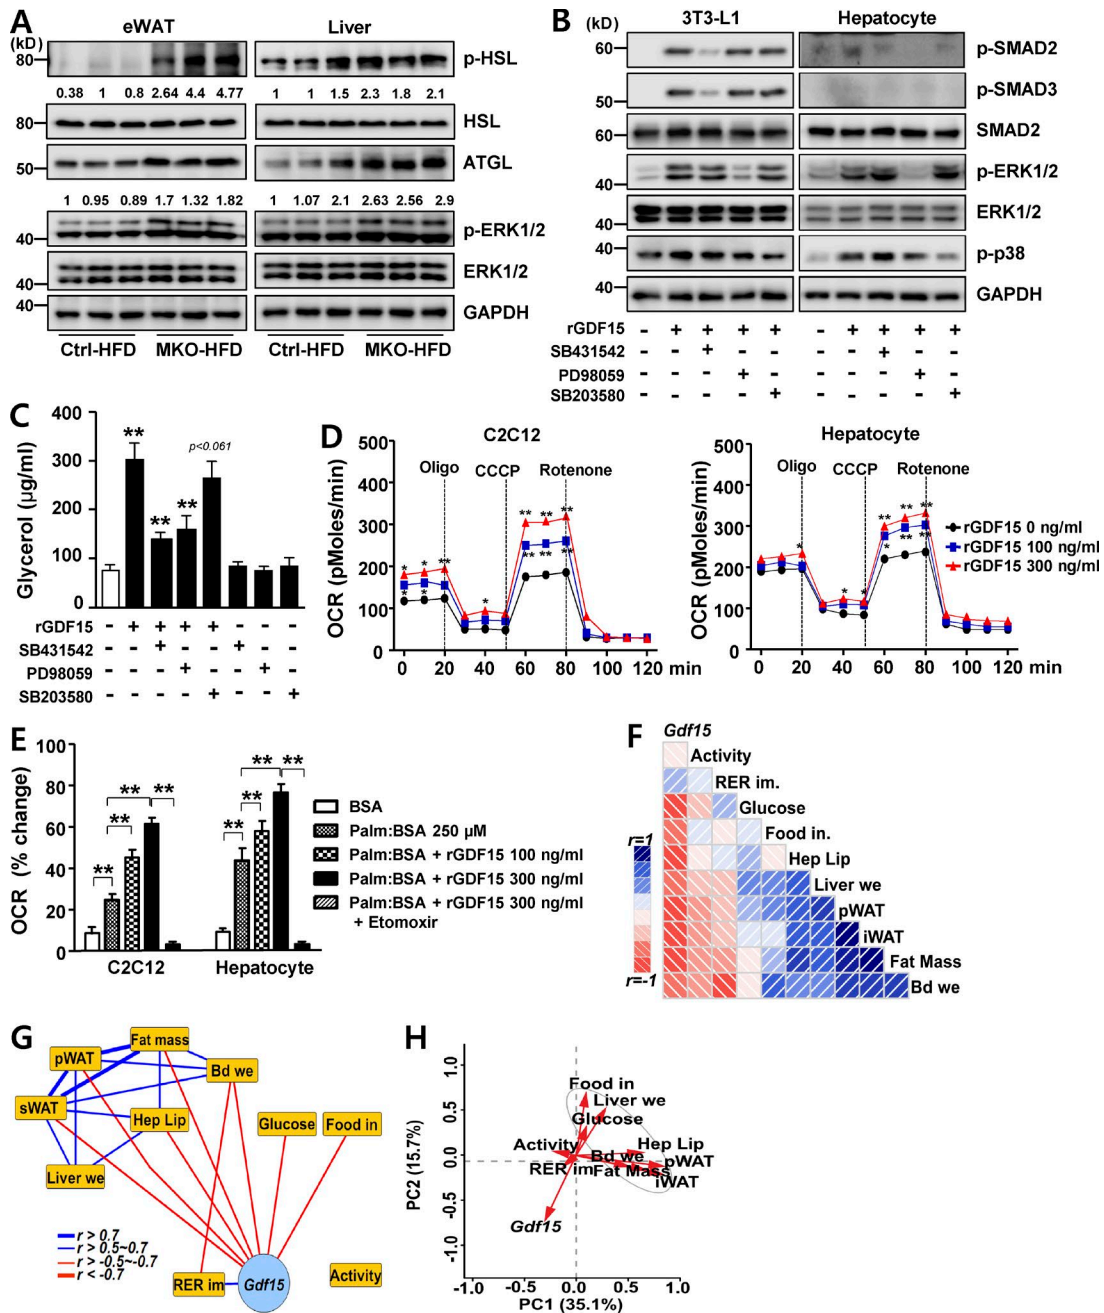 A
eWAT
Liver
(kD)
80
p-HSL
0.38 1 0.8 2.64 4.4 4.77 1 1 1.5 2.3 1.8 2.1
80
HSL
50
ATGL
1 0.95 0.89 1.7 1.32 1.82 1 1.07 2.1 2.63 2.56 2.9
40
p-ERK1/2
40
ERK1/2
GAPDH
Ctrl-HFD MKO-HFD Ctrl-HFD MKO-HFD
B
(kD)
3T3-L1
Hepatocyte
60
p-SMAD2
50
p-SMAD3
60
SMAD2
40
p-ERK1/2
ERK1/2
40
p-p38
40
GAPDH
rGDF15 - + + + + - + + + +
SB431542 - - + - - - - + - -
PD98059 - - - + - - - - + -
SB203580 - - - - + - - - - +
C
Glycerol (µg/ml)
400
300
200
100
0
**
**
**
p<0.061
rGDF15 - + + + + - - -
SB431542 - - + - - + - -
PD98059 - - - + - - + -
SB203580 - - - - + - - +
D
C2C12
OCR (pMoles/min)
500
400
300
200
100
0
Oligo
CCCP
Rotenone
0 20 40 60 80 100 120 min
Hepatocyte
OCR (pMoles/min)
500
400
300
200
100
0
Oligo
CCCP
Rotenone
0 20 40 60 80 100 120 min
rGDF15 0 ng/ml
rGDF15 100 ng/ml
rGDF15 300 ng/ml
E
OCR (% change)
100
80
60
40
20
0
** ** ** **
** ** ** **
C2C12
Hepatocyte
BSA
Palm:BSA 250 µM
Palm:BSA + rGDF15 100 ng/ml
Palm:BSA + rGDF15 300 ng/ml
Palm:BSA + rGDF15 300 ng/ml
+ Etomoxir
F
Gdf15
Activity
RER im.
Glucose
Food in.
Hep Lip
Liver we
pWAT
iWAT
Fat Mass
Bd we
r=1
r=-1
G
Fat mass
pWAT
Bd we
sWAT
Hep Lip
Glucose
Food in
Liver we
RER im
Gdf15
Activity
r > 0.7
r > 0.5~0.7
r > -0.5~-0.7
r < -0.7
H
PC2 (15.7%)
1.0
0.5
0.0
-0.5
-1.0
Food in
Liver we
Glucose
Activity
Hep Lip
Bd we
pWAT
RER im
Fat Mass
iWAT
Gdf15
-1.0 -0.5 0.0 0.5 1.0
PC1 (35.1%)